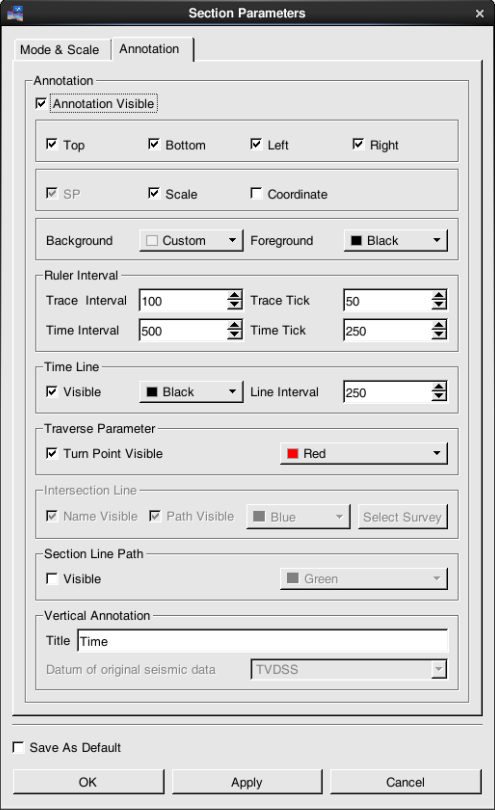 Section Parameters
Mode & Scale Annotation
Annotation
Annotation Visible
Top Bottom Left Right
SP Scale Coordinate
Background Custom Foreground Black
Ruler Interval
Trace Interval 100 Trace Tick 50
Time Interval 500 Time Tick 250
Time Line
Visible Black Line Interval 250
Traverse Parameter
Turn Point Visible Red
Intersection Line
Name Visible Path Visible Blue Select Survey
Section Line Path
Visible Green
Vertical Annotation
Title Time
Datum of original seismic data TVDSS
Save As Default
OK Apply Cancel